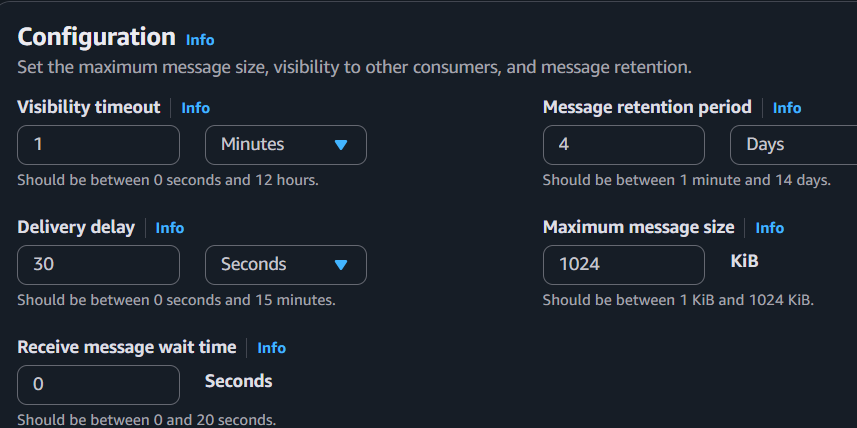 Configuration Info
Set the maximum message size, visibility to other consumers, and message retention.
Visibility timeout Info
1 Minutes
Should be between 0 seconds and 12 hours.
Message retention period Info
4 Days
Should be between 1 minute and 14 days.
Delivery delay Info
30 Seconds
Should be between 0 seconds and 15 minutes.
Maximum message size Info
1024 KiB
Should be between 1 KiB and 1024 KiB.
Receive message wait time Info
0 Seconds
Should be between 0 and 20 seconds.